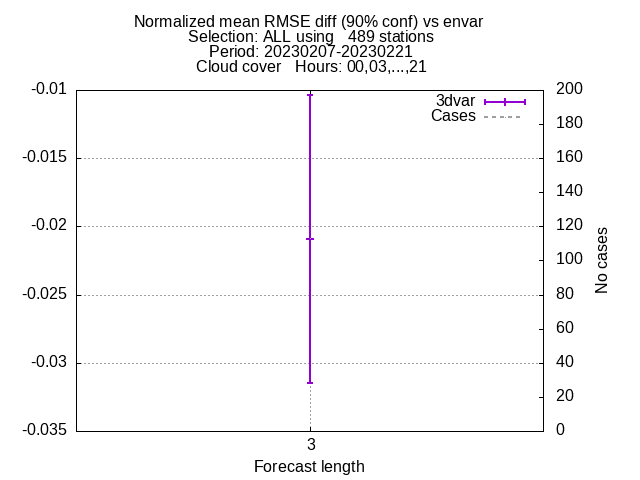 Normalized mean RMSE diff (90% conf) vs envar
Selection: ALL using   489 stations
Period: 20230207-20230221
Cloud cover   Hours: 00,03,...,21
3dvar
Cases
-0.01
-0.015
-0.02
-0.025
-0.03
-0.035
200
180
160
140
120
100
80
60
40
20
0
No cases
3
Forecast length